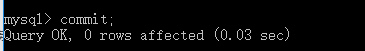 mysql> commit;
Query OK, 0 rows affected (0.03 sec)